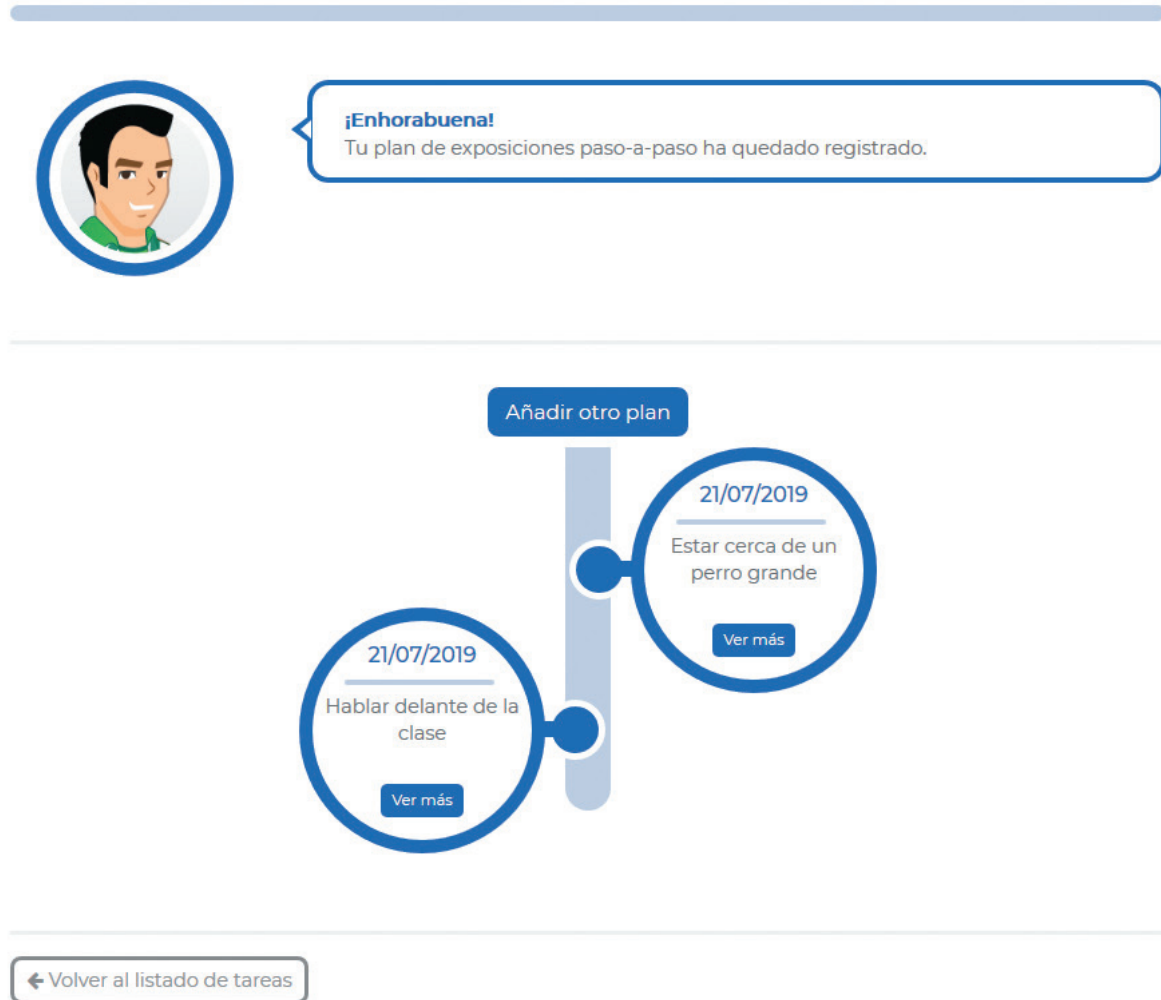 ¡Enhorabuena!
Tu plan de exposiciones paso-a-paso ha quedado registrado.
Añadir otro plan
21/07/2019
Estar cerca de un
perro grande
Ver más
21/07/2019
Hablar delante de la
clase
Ver más
Volver al listado de tareas